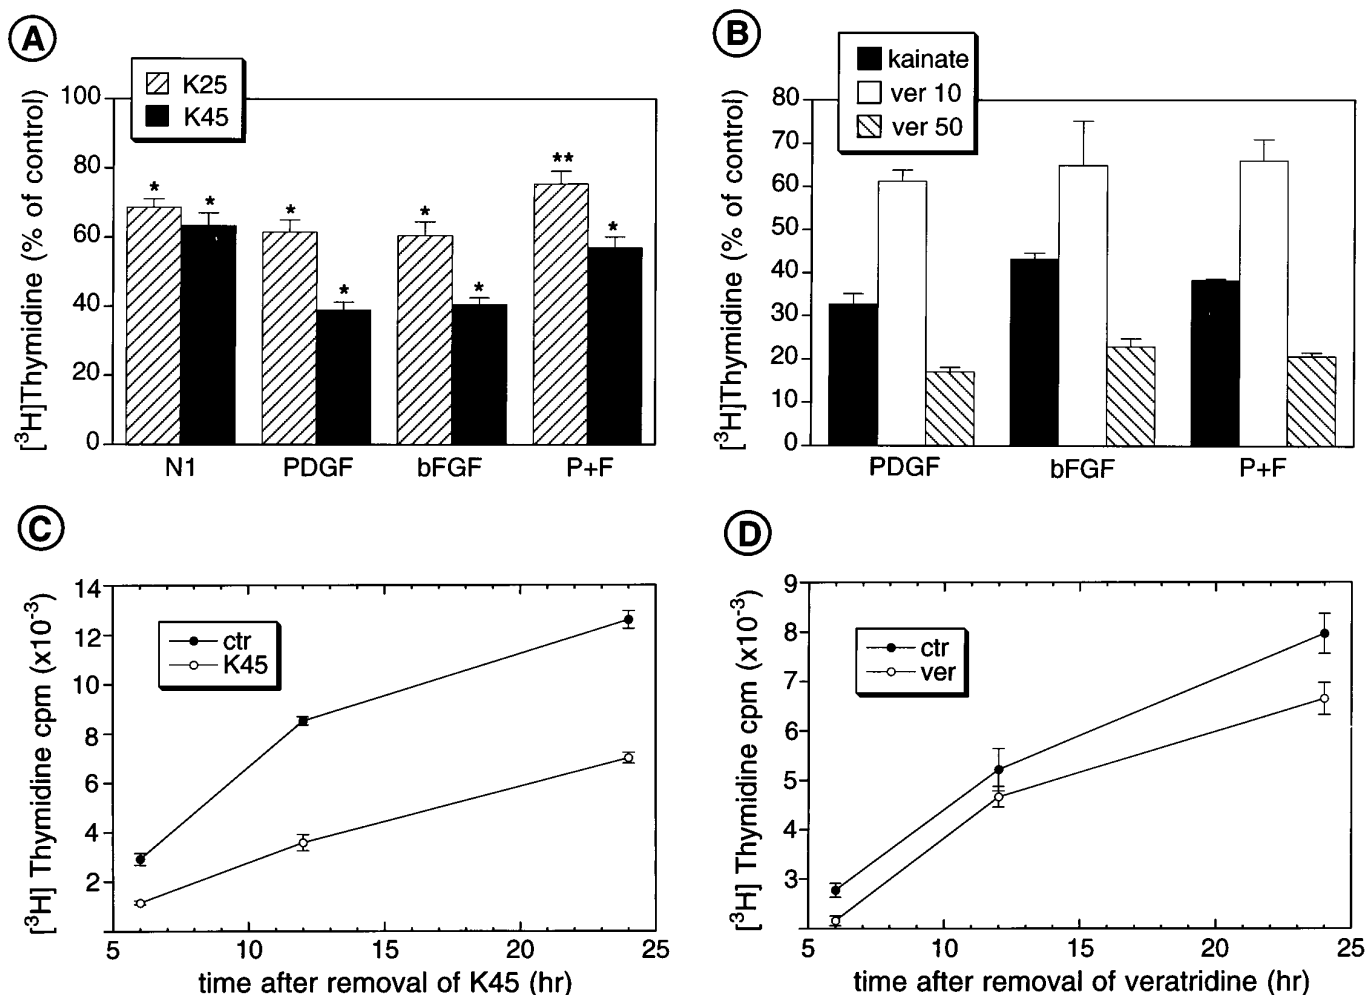 A
K25
K45
[³H]Thymidine (% of control)
100
80
60
40
20
0
*
*
*
*
*
*
**
*
N1 PDGF bFGF P+F
B
kainate
ver 10
ver 50
[³H]Thymidine (% of control)
80
70
60
50
40
30
20
10
0
PDGF bFGF P+F
C
ctr
K45
[³H] Thymidine cpm (x10⁻³)
14
12
10
8
6
4
2
5 10 15 20 25
time after removal of K45 (hr)
D
ctr
ver
[³H] Thymidine cpm (x10⁻³)
9
8
7
6
5
4
3
5 10 15 20 25
time after removal of veratridine (hr)